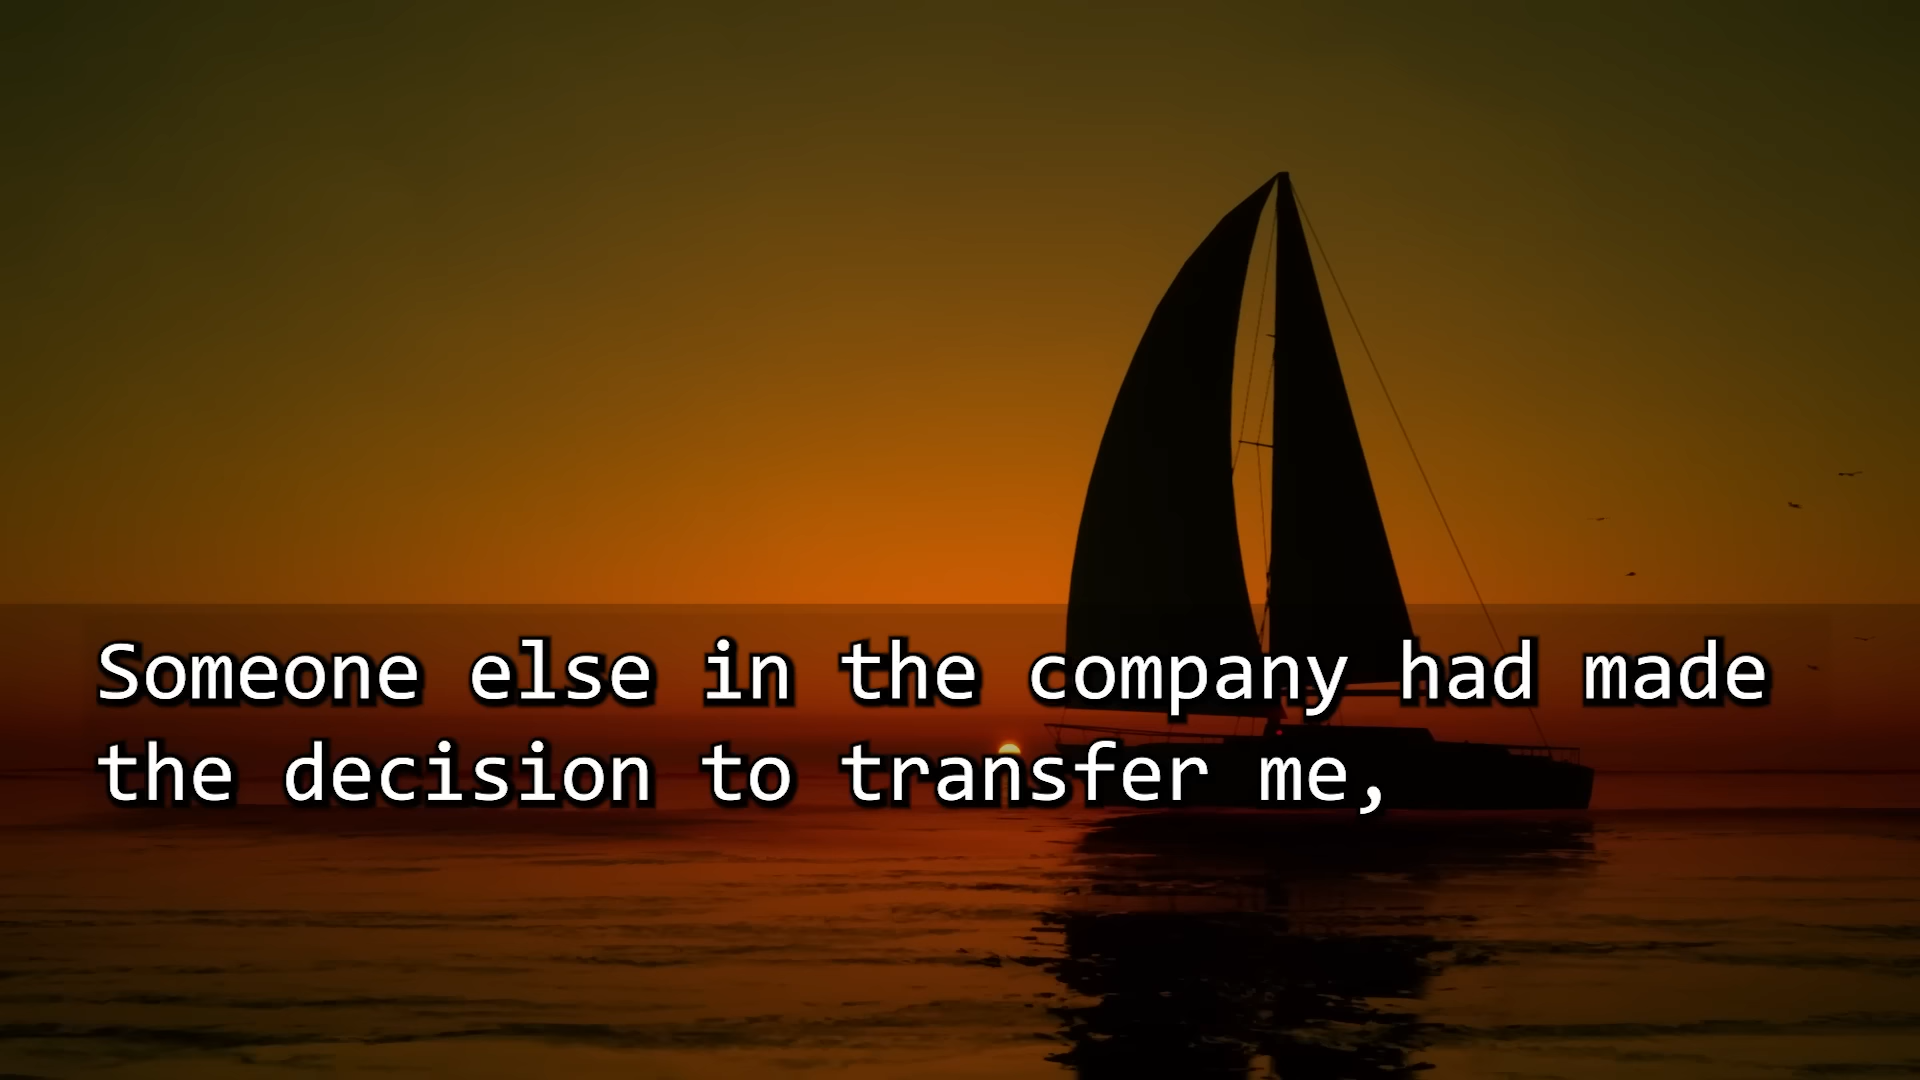 Someone else in the company had made
the decision to transfer me,